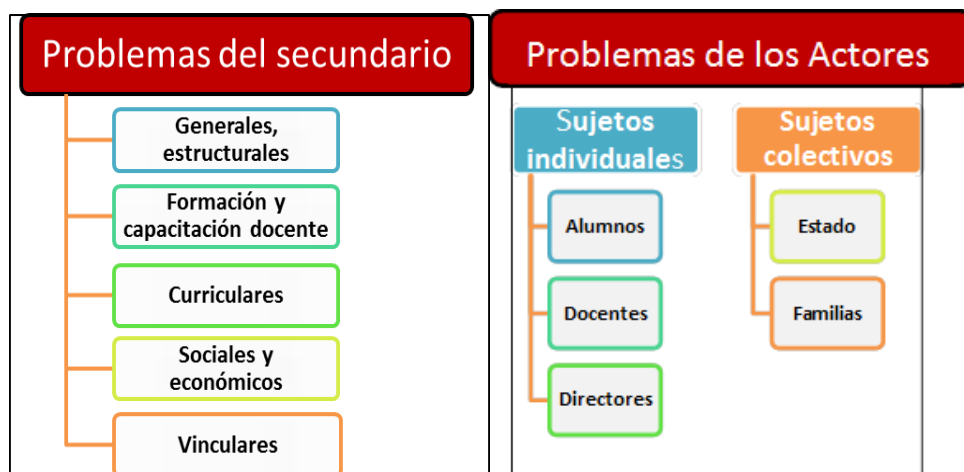 Problemas del secundario
Generales,
estructurales
Formación y
capacitación docente
Curriculares
Sociales y
económicos
Vinculares
Problemas de los Actores
Sujetos
individuales
Alumnos
Docentes
Directores
Sujetos
colectivos
Estado
Familias